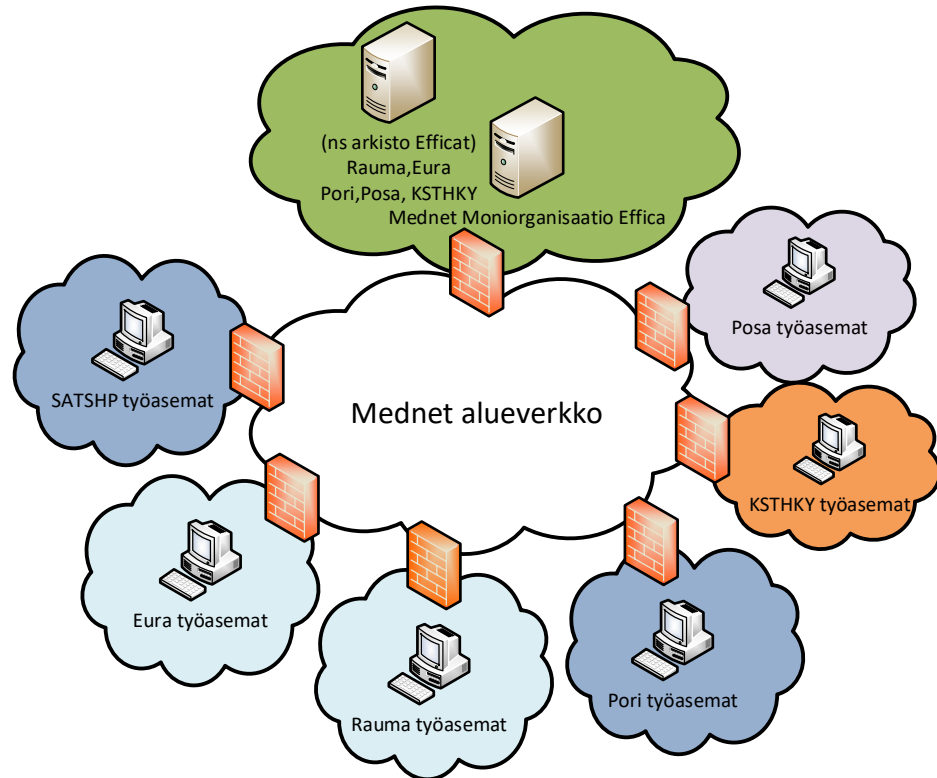 (ns arkisto Efficat)
Rauma,Eura
Pori,Posa, KSTHKY
Mednet Moniorganisaatio Effica
Posa työasemat
SATSHP työasemat
Mednet alueverkko
KSTHKY työasemat
Eura työasemat
Rauma työasemat
Pori työasemat